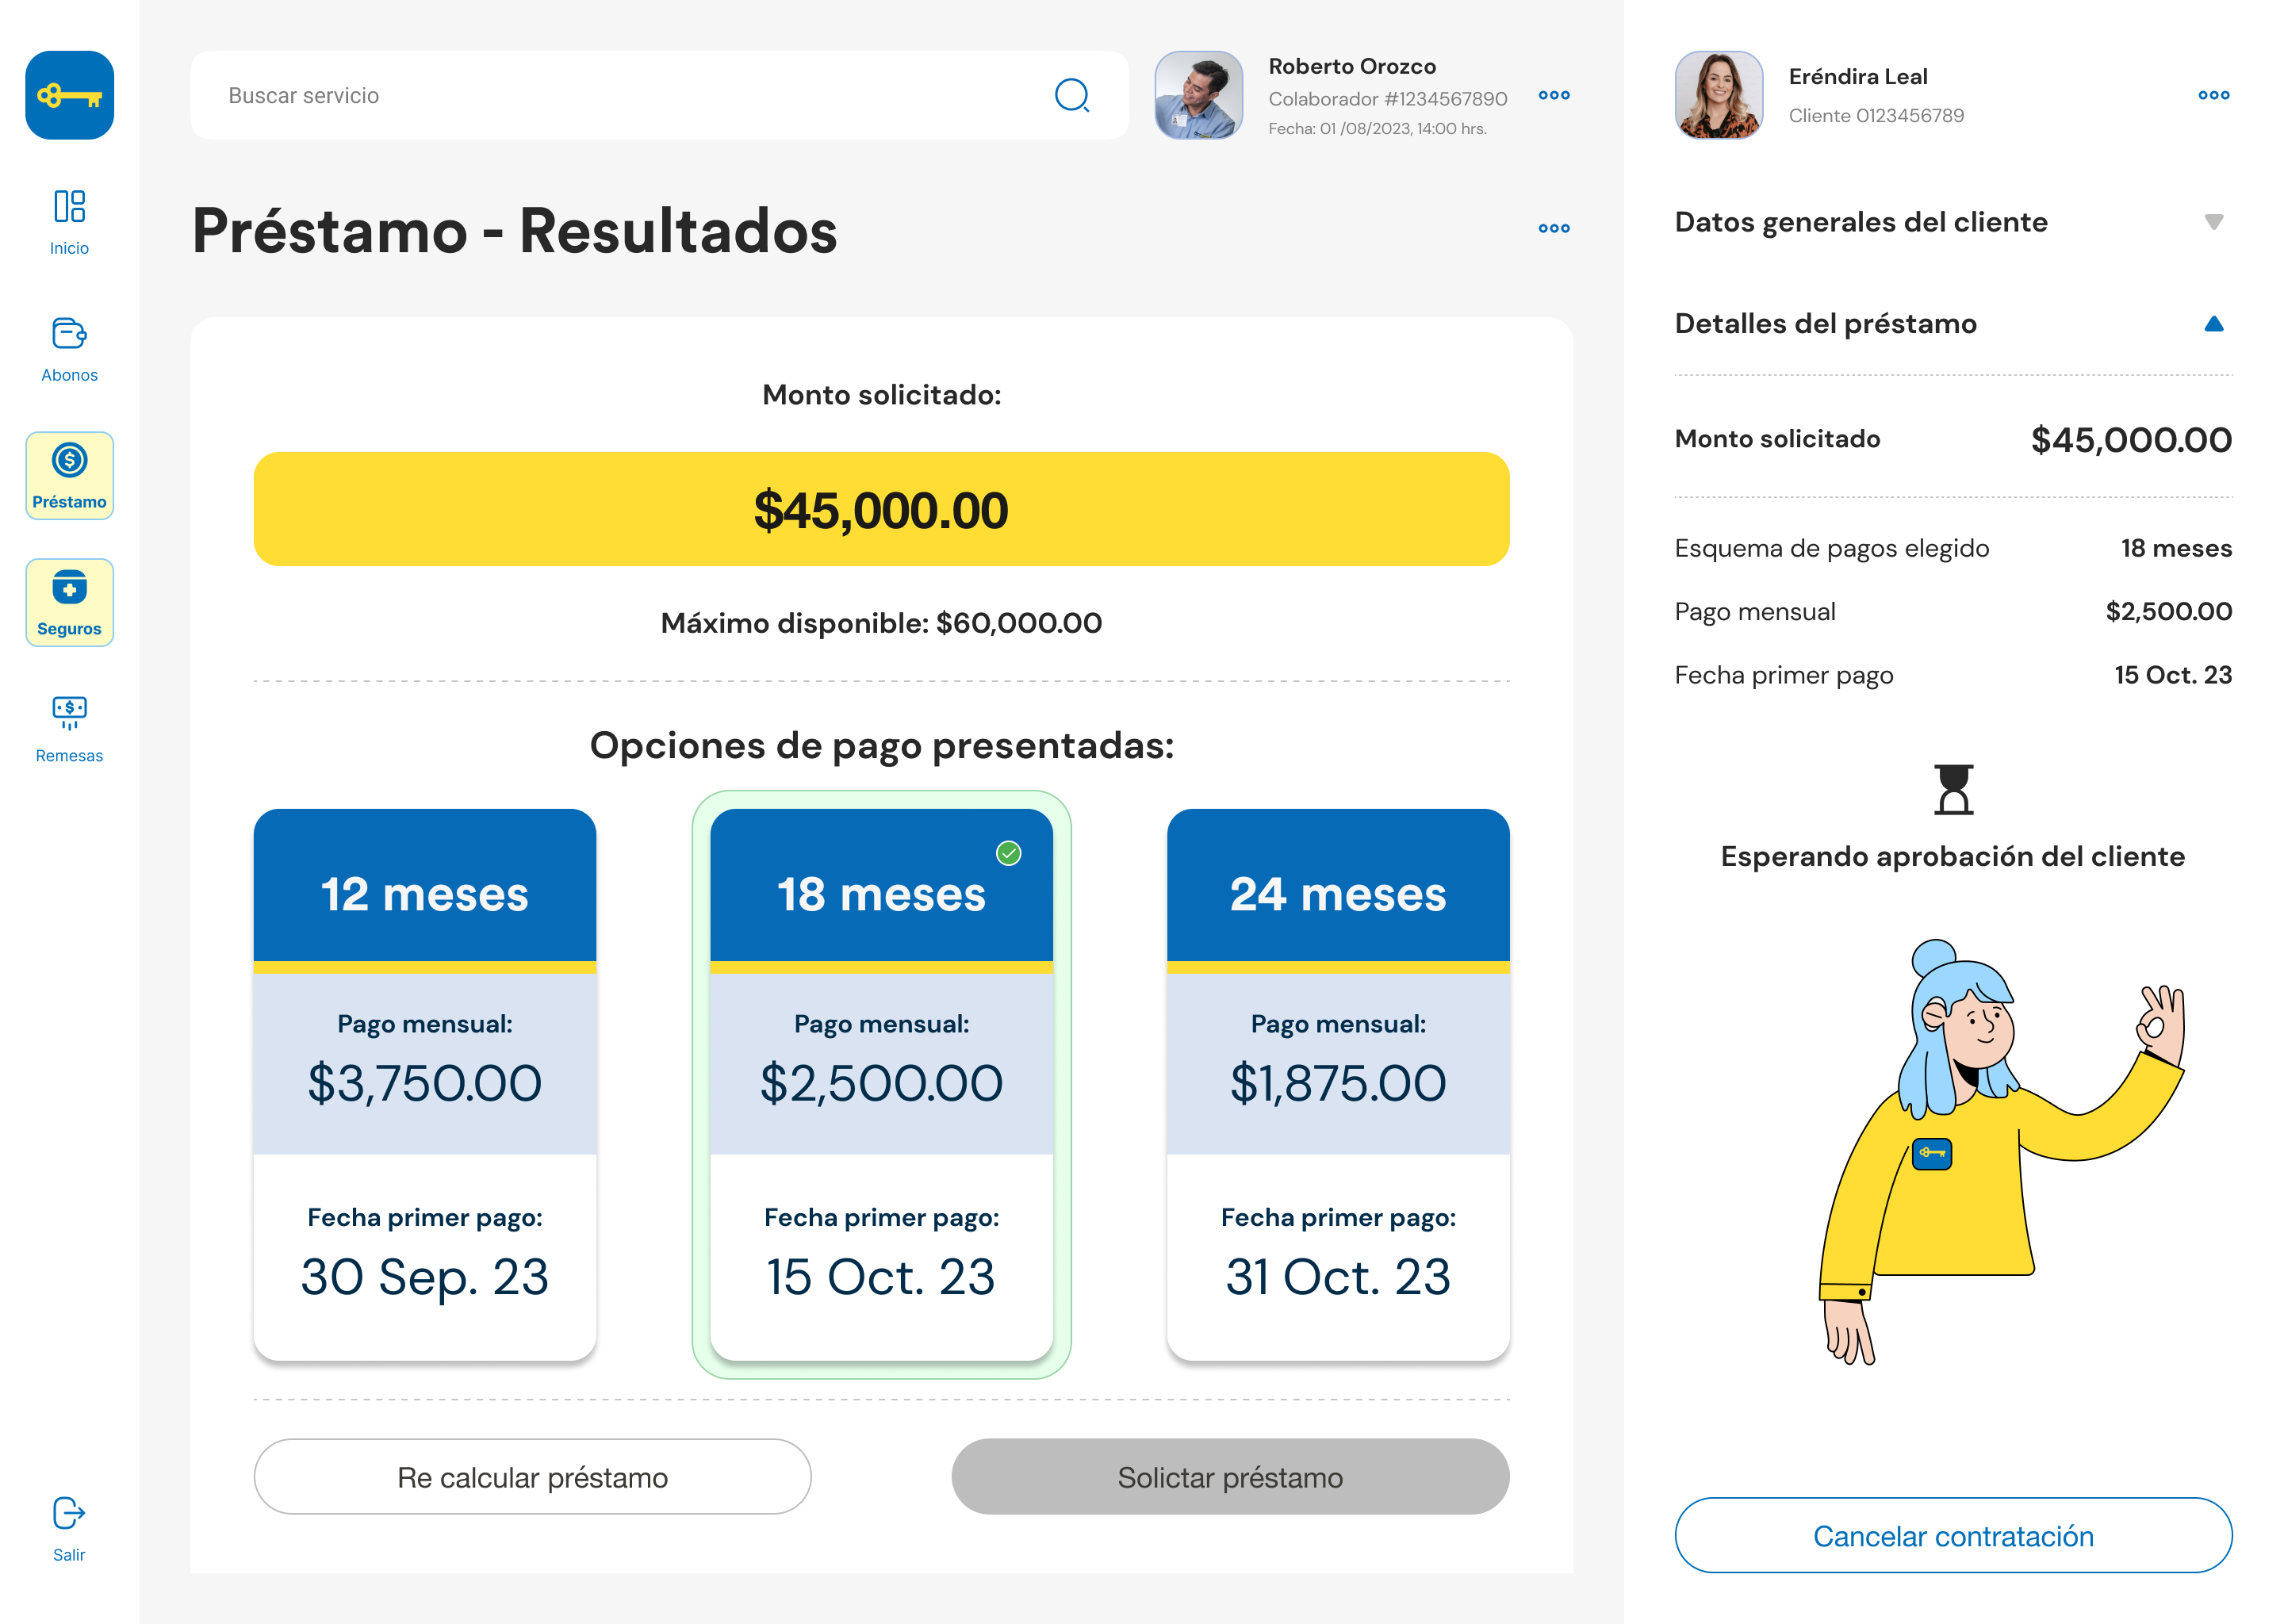 Inicio
Abonos
Préstamo
Seguros
Remesas
Salir
Buscar servicio
Roberto Orozco
Colaborador #1234567890
Fecha: 01 /08/2023, 14:00 hrs.
Préstamo - Resultados
Monto solicitado:
$45,000.00
Máximo disponible: $60,000.00
Opciones de pago presentadas:
12 meses
Pago mensual:
$3,750.00
Fecha primer pago:
30 Sep. 23
18 meses
Pago mensual:
$2,500.00
Fecha primer pago:
15 Oct. 23
24 meses
Pago mensual:
$1,875.00
Fecha primer pago:
31 Oct. 23
Re calcular préstamo
Solictar préstamo
Eréndira Leal
Cliente 0123456789
Datos generales del cliente
Detalles del préstamo
Monto solicitado $45,000.00
Esquema de pagos elegido 18 meses
Pago mensual $2,500.00
Fecha primer pago 15 Oct. 23
Esperando aprobación del cliente
Cancelar contratación